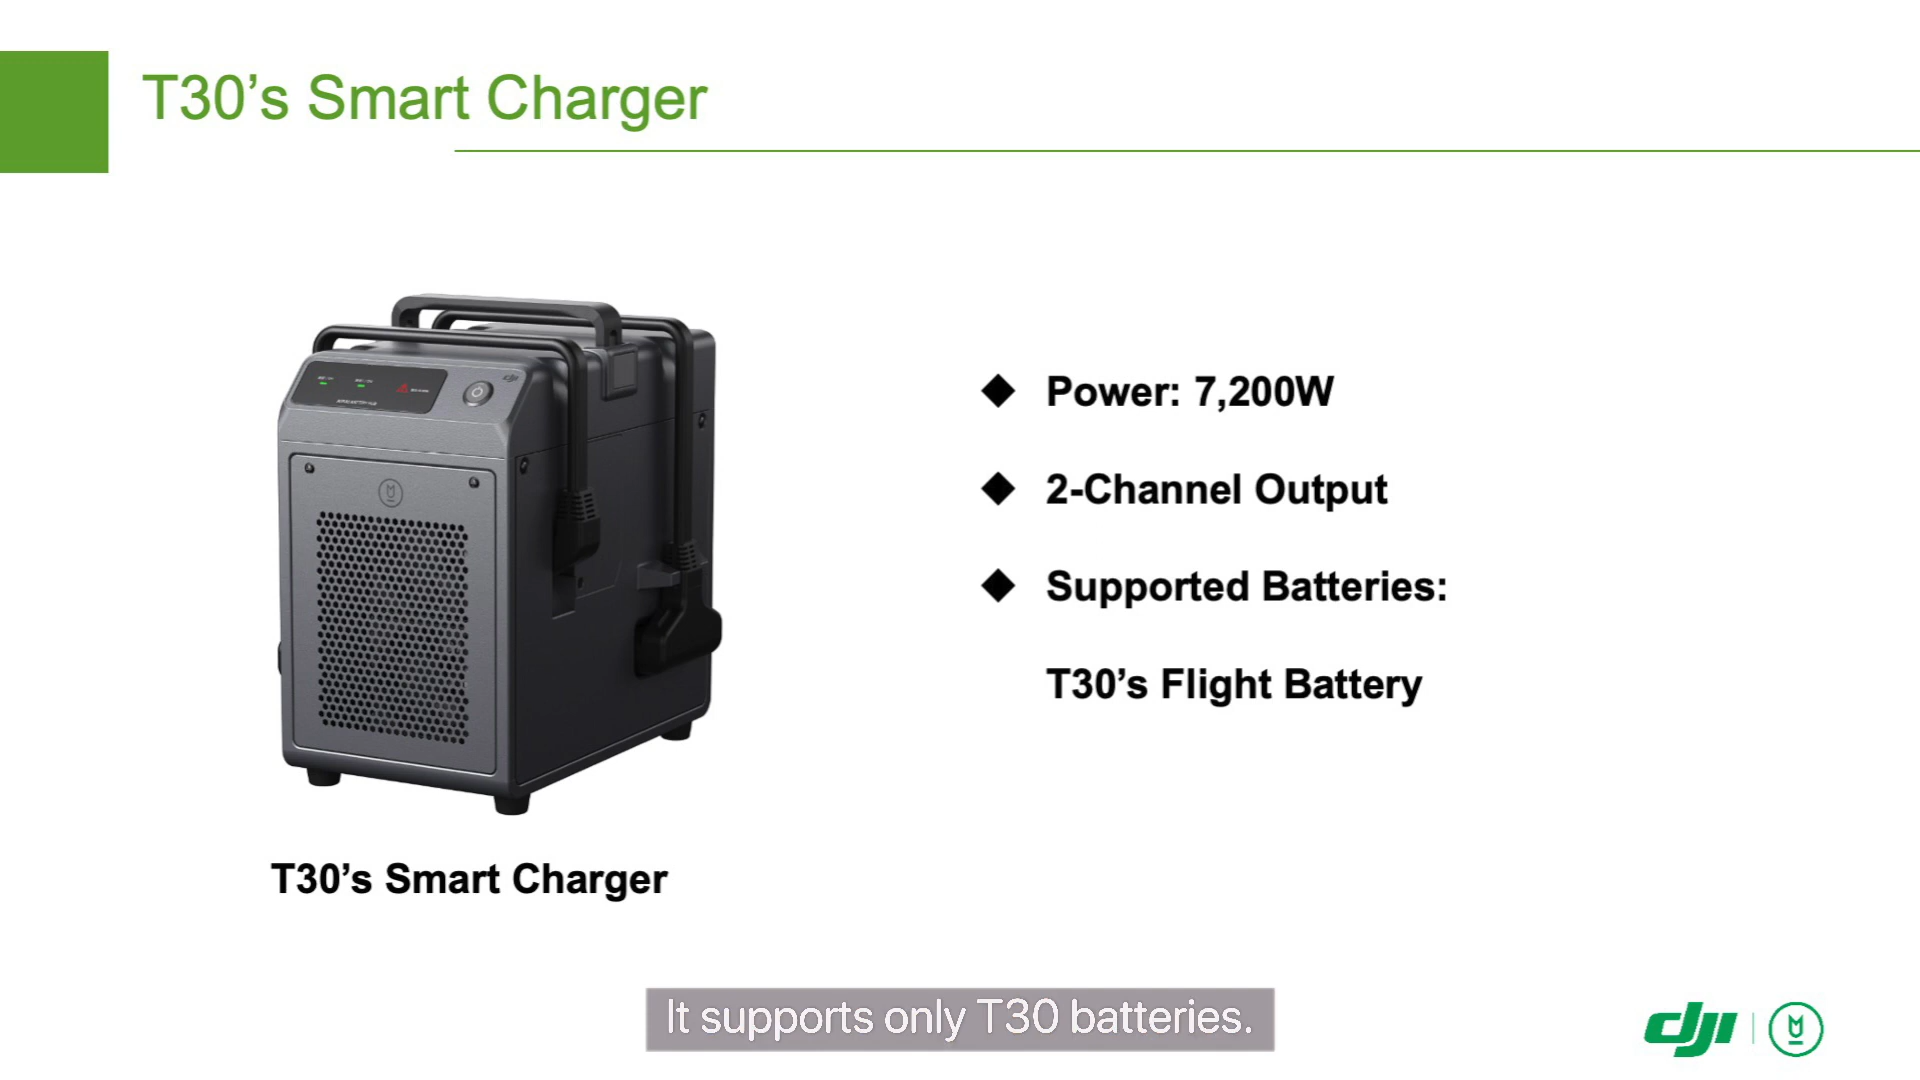 T30’s Smart Charger
Power: 7,200W
2-Channel Output
Supported Batteries:
T30’s Flight Battery
T30’s Smart Charger
It supports only T30 batteries.
dji